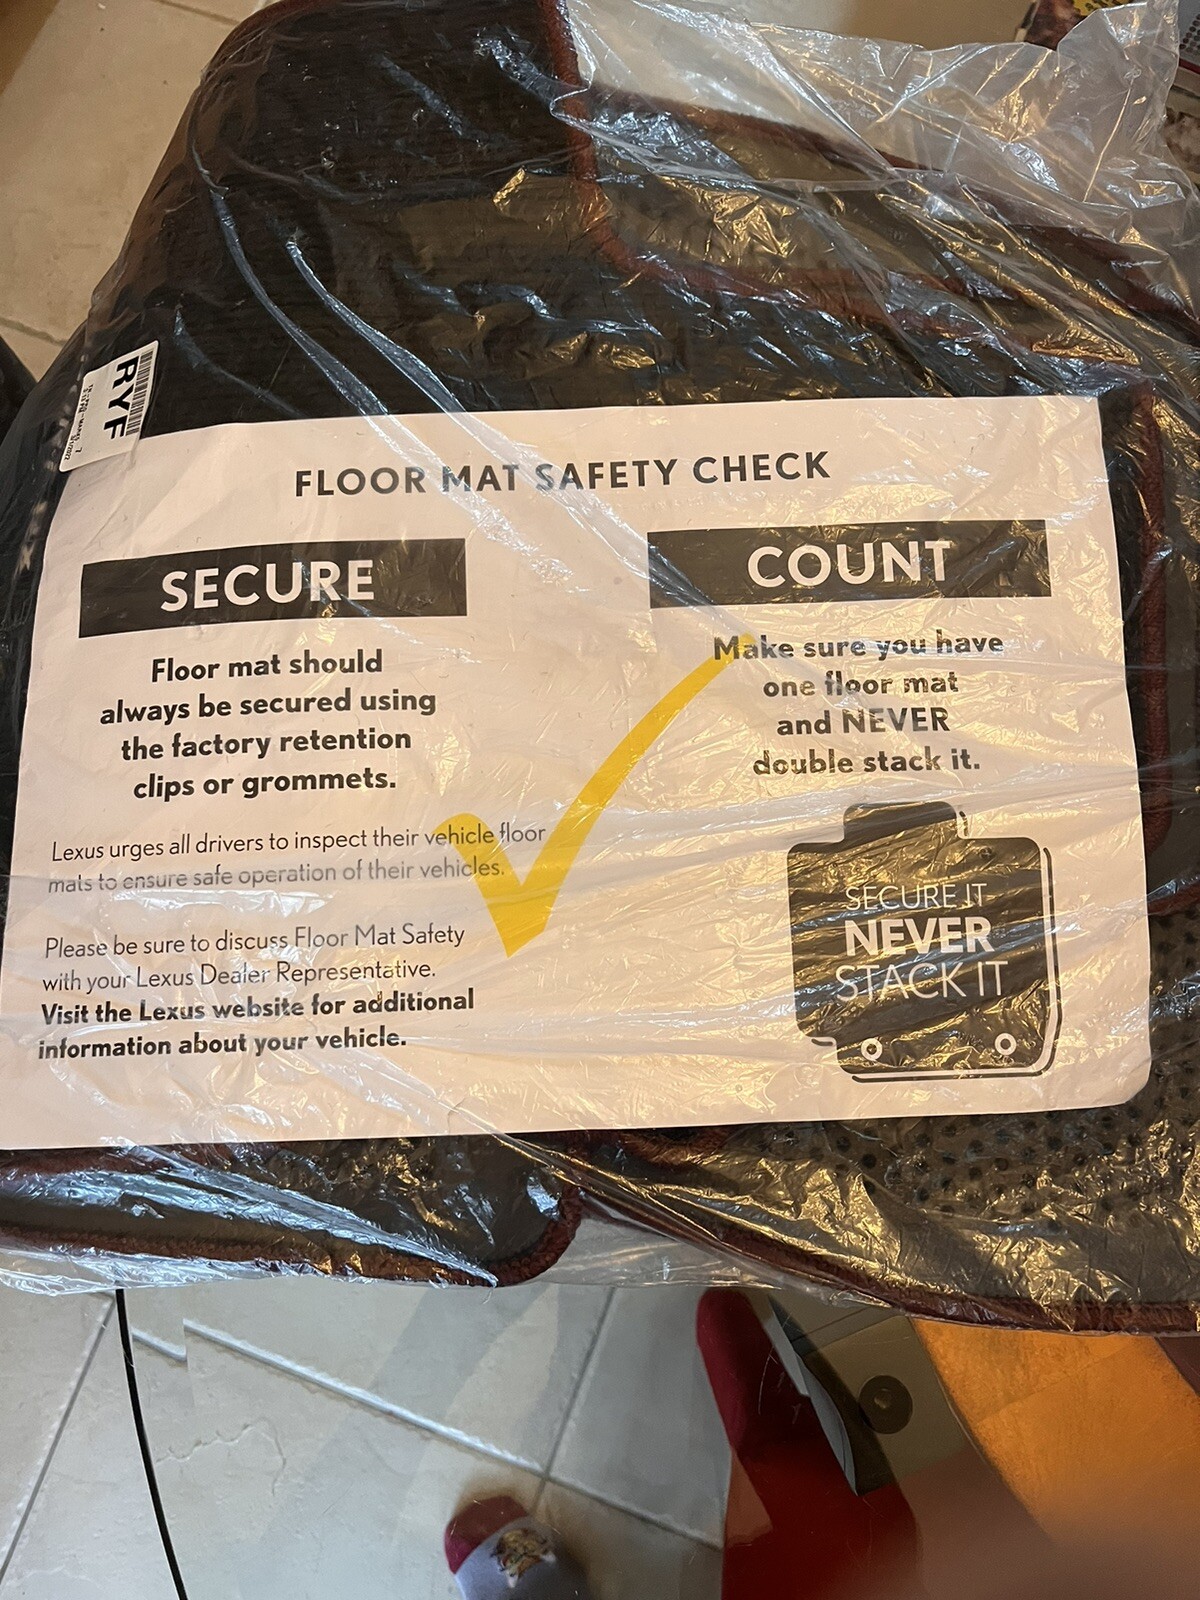 RYF
FLOOR MAT SAFETY CHECK
SECURE
Floor mat should
always be secured using
the factory retention
clips or grommets.
Lexus urges all drivers to inspect their vehicle floor
mats to ensure safe operation of their vehicles.
Please be sure to discuss Floor Mat Safety
with your Lexus Dealer Representative.
Visit the Lexus website for additional
information about your vehicle.
COUNT
Make sure you have
one floor mat
and NEVER
double stack it.
SECURE IT
NEVER
STACK IT